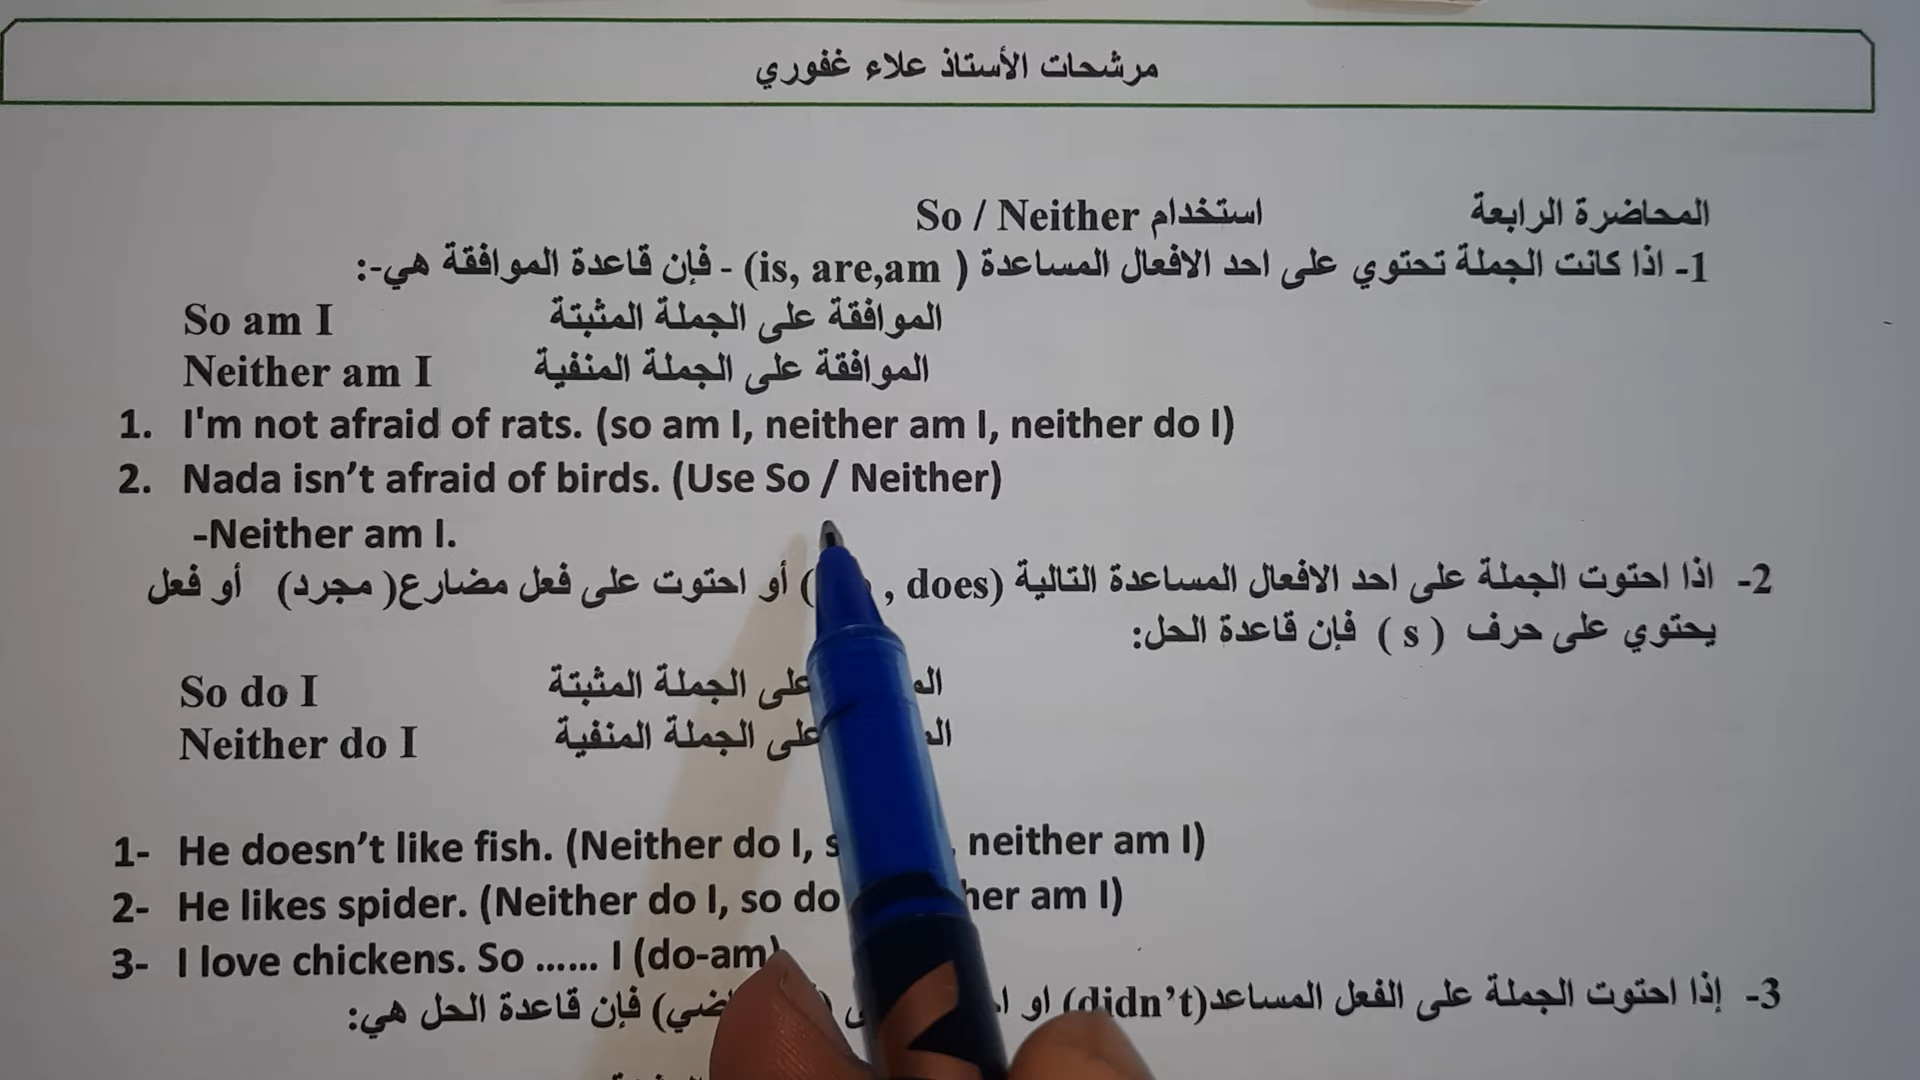 مرشحات الأستاذ علاء غفوري
المحاضرة الرابعة استخدام So / Neither
1- اذا كانت الجملة تحتوي على احد الافعال المساعدة ( is, are,am) - فإن قاعدة الموافقة هي-:
So am I الموافقة على الجملة المثبتة
Neither am I الموافقة على الجملة المنفية
1. I'm not afraid of rats. (so am I, neither am I, neither do I)
2. Nada isn’t afraid of birds. (Use So / Neither)
-Neither am I.
2- اذا احتوت الجملة على احد الافعال المساعدة التالية (does , ) أو احتوت على فعل مضارع( مجرد) أو فعل
يحتوي على حرف ( s ) فإن قاعدة الحل:
So do I على الجملة المثبتة
Neither do I على الجملة المنفية
1- He doesn’t like fish. (Neither do I, neither am I)
2- He likes spider. (Neither do I, so do am I)
3- I love chickens. So ...... I (do-am)
3- إذا احتوت الجملة على الفعل المساعد(didn’t) او فإن قاعدة الحل هي: